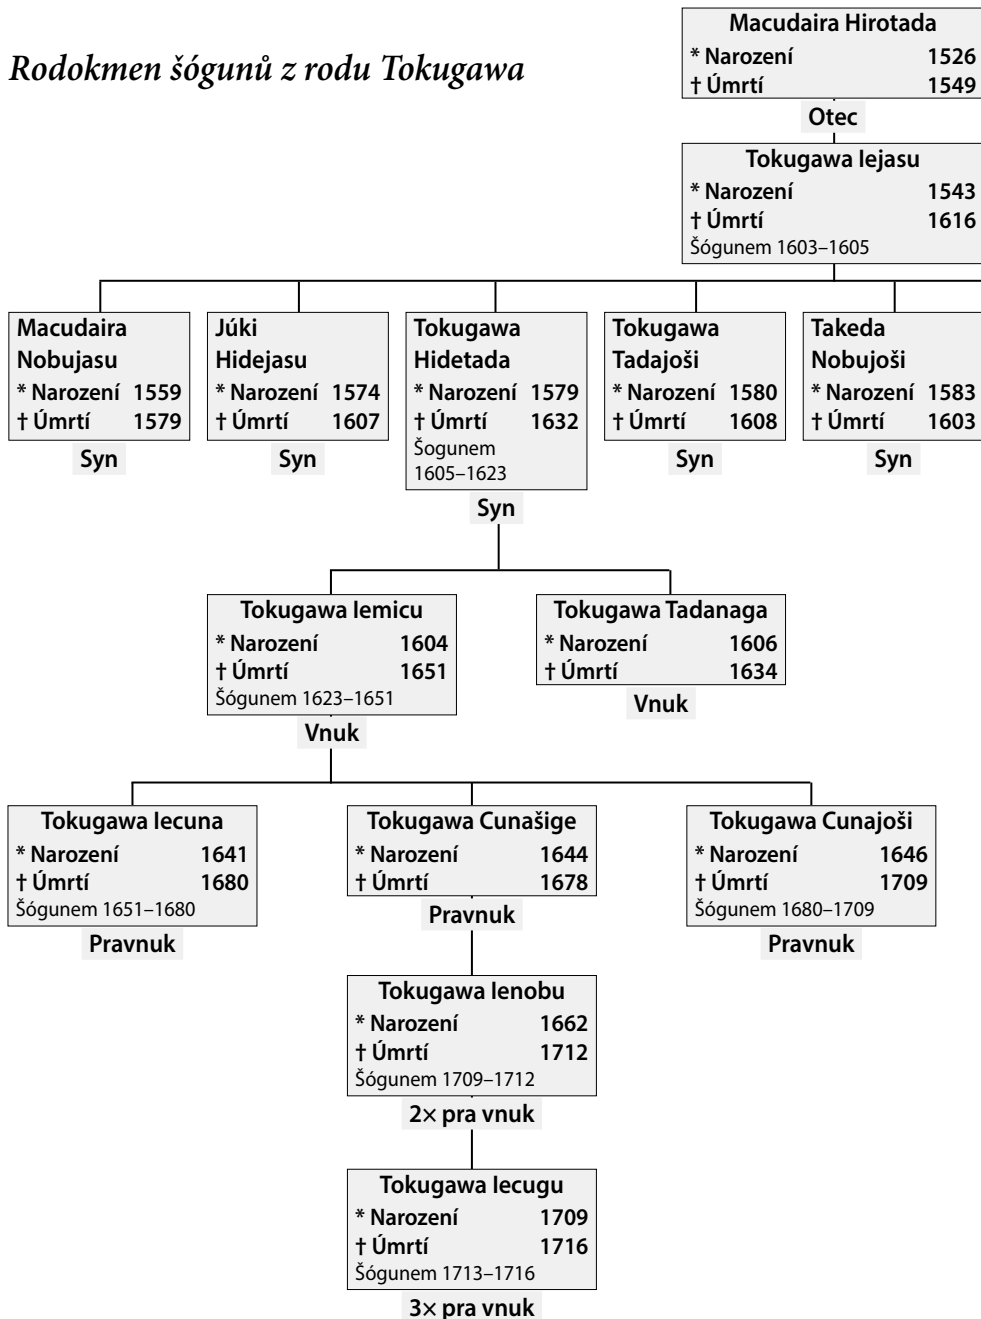 Rodokmen šógunů z rodu Tokugawa
Macudaira Hirotada
* Narození 1526
† Úmrtí 1549
Otec
Tokugawa Iejasu
* Narození 1543
† Úmrtí 1616
Šógunem 1603–1605
Macudaira
Nobujasu
* Narození 1559
† Úmrtí 1579
Syn
Júki
Hidejasu
* Narození 1574
† Úmrtí 1607
Syn
Tokugawa
Hidetada
* Narození 1579
† Úmrtí 1632
Šogunem
1605–1623
Syn
Tokugawa
Tadajoši
* Narození 1580
† Úmrtí 1608
Syn
Takeda
Nobujoši
* Narození 1583
† Úmrtí 1603
Syn
Tokugawa Iemicu
* Narození 1604
† Úmrtí 1651
Šógunem 1623–1651
Vnuk
Tokugawa Tadanaga
* Narození 1606
† Úmrtí 1634
Vnuk
Tokugawa Iecuna
* Narození 1641
† Úmrtí 1680
Šógunem 1651–1680
Pravnuk
Tokugawa Cunašige
* Narození 1644
† Úmrtí 1678
Pravnuk
Tokugawa Cunajoši
* Narození 1646
† Úmrtí 1709
Šógunem 1680–1709
Pravnuk
Tokugawa Ienobu
* Narození 1662
† Úmrtí 1712
Šógunem 1709–1712
2× pra vnuk
Tokugawa Iecugu
* Narození 1709
† Úmrtí 1716
Šógunem 1713–1716
3× pra vnuk